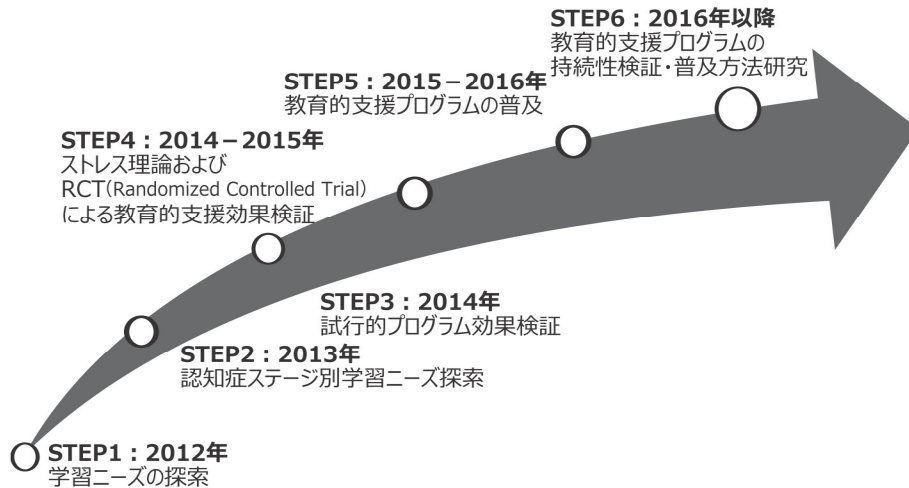 STEP6：2016年以降
教育的支援プログラムの
持続性検証・普及方法研究
STEP5：2015－2016年
教育的支援プログラムの普及
STEP4：2014－2015年
ストレス理論および
RCT(Randomized Controlled Trial)
による教育的支援効果検証
STEP3：2014年
試行的プログラム効果検証
STEP2：2013年
認知症ステージ別学習ニーズ探索
STEP1：2012年
学習ニーズの探索